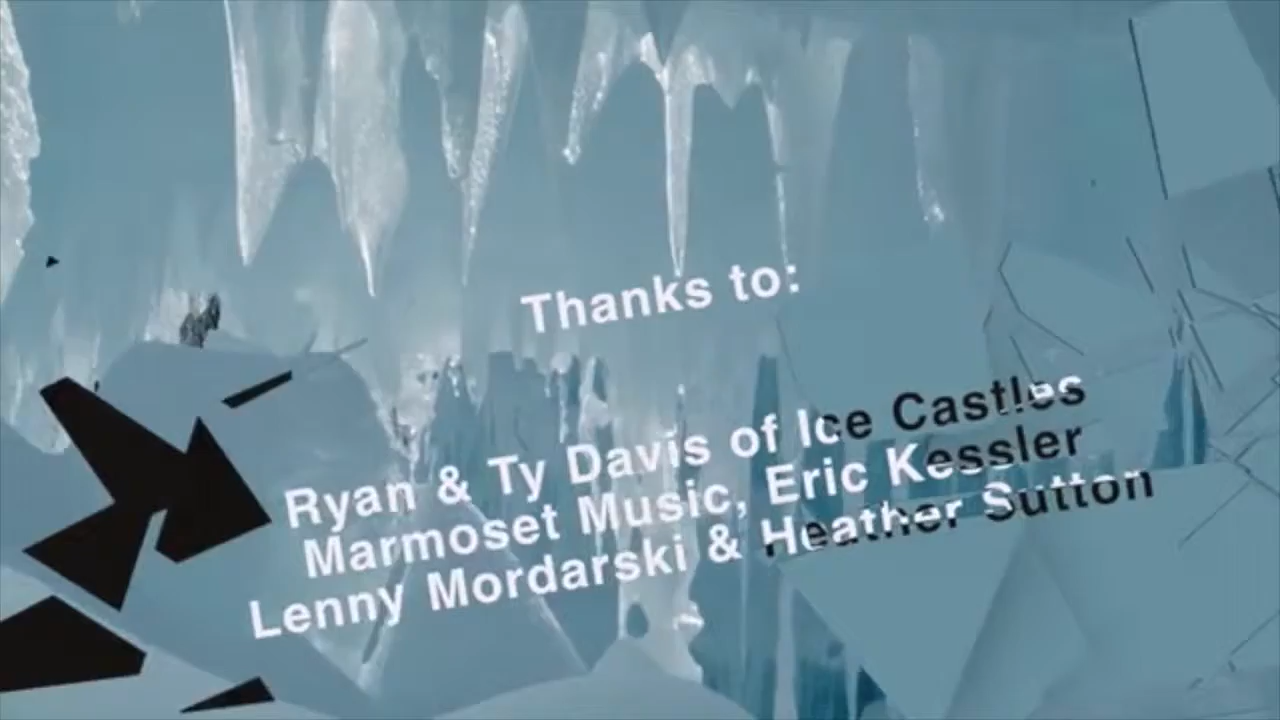 Thanks to:
Ryan & Ty Davis of Ice Castles
Marmoset Music, Eric Kessler
Lenny Mordarski & Heather Sutton